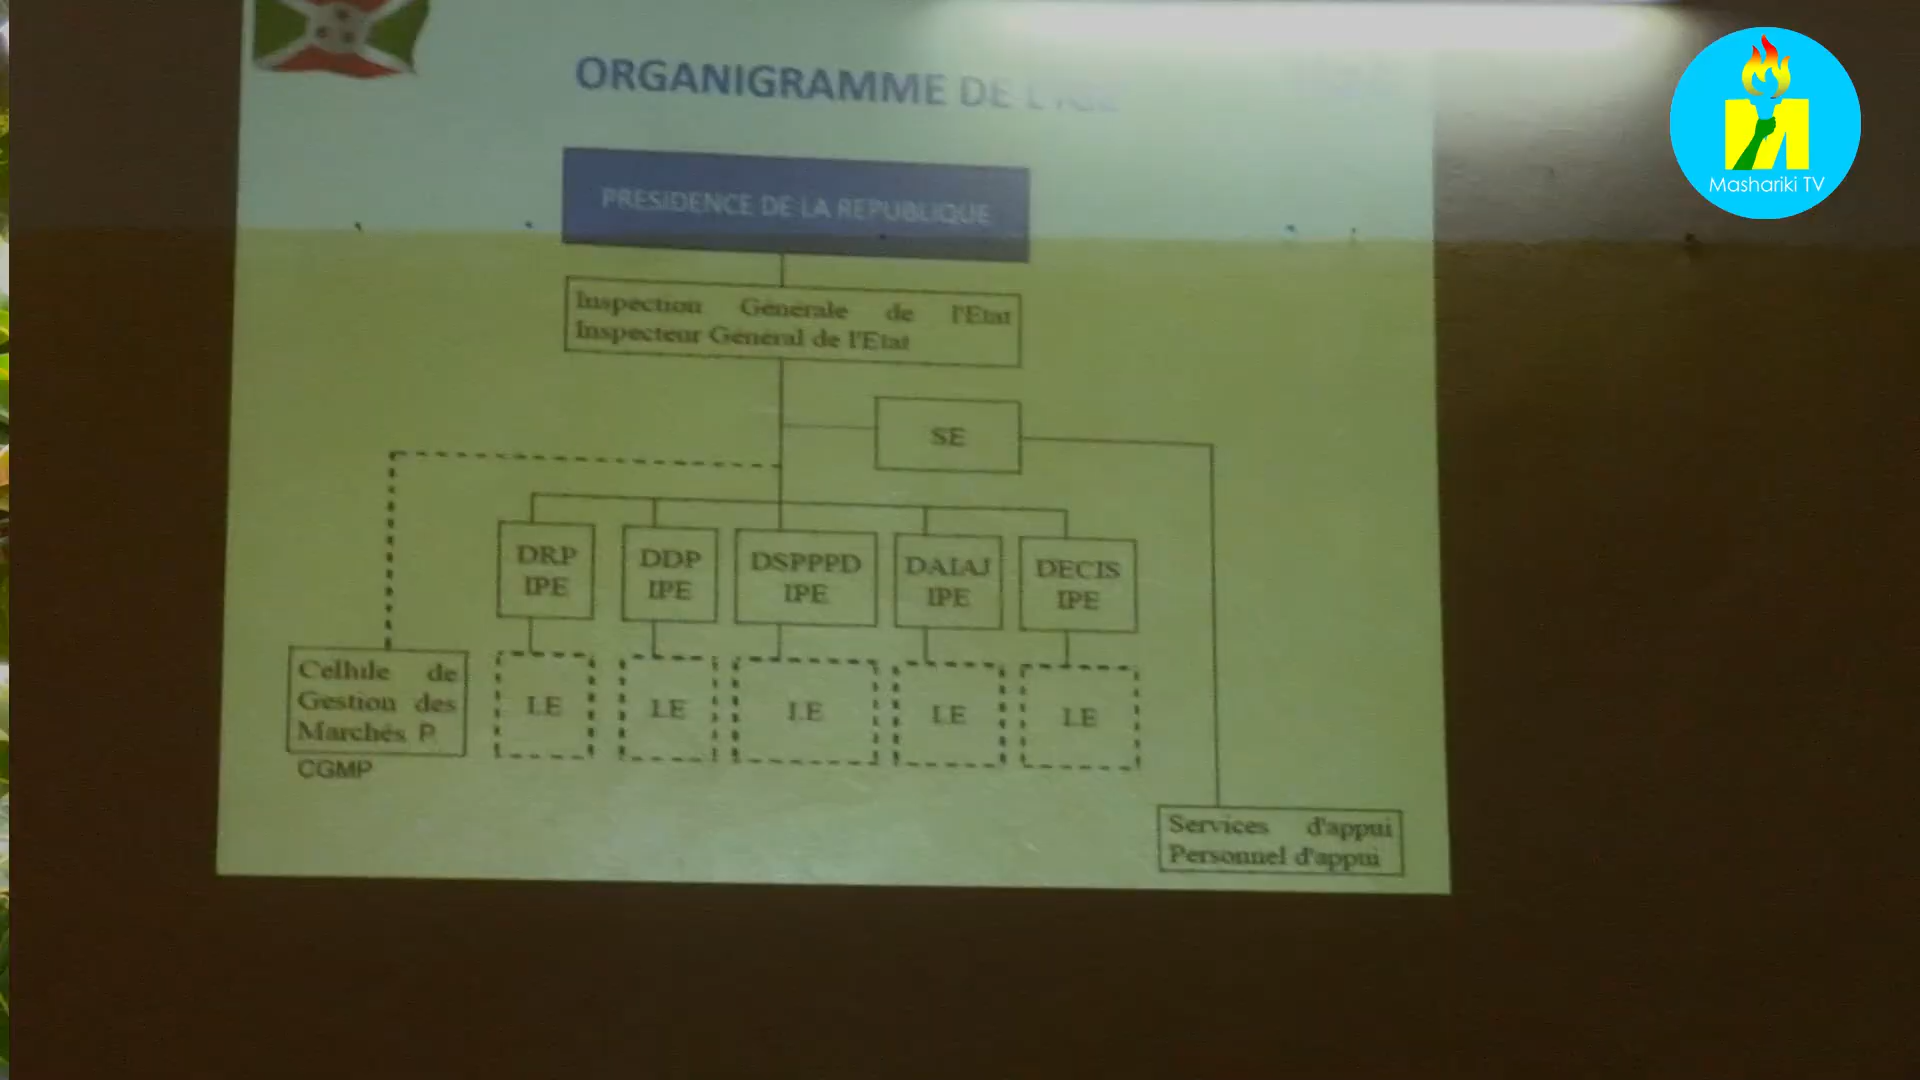 ORGANIGRAMME DE L'IGE
Mashariki TV
PRESIDENCE DE LA REPUBLIQUE
Inspection Générale de l'Etat
Inspecteur Général de l'Etat
SE
DRP
IPE
DDP
IPE
DSPPPD
IPE
DAIAJ
IPE
DECIS
IPE
Cellule de
Gestion des
Marchés P.
CGMP
I.E
I.E
I.E
I.E
I.E
Services d'appui
Personnel d'appui